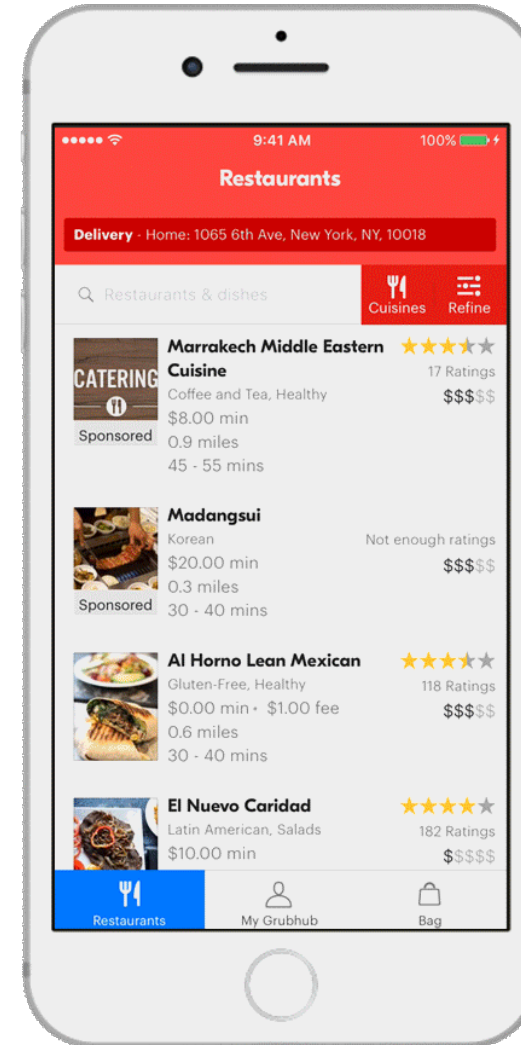 9:41 AM
100%
Restaurants
Delivery - Home: 1065 6th Ave, New York, NY, 10018
Restaurants & dishes
Cuisines
Refine
Marrakech Middle Eastern
Cuisine
17 Ratings
Coffee and Tea, Healthy
$$$$$
$8.00 min
0.9 miles
45 - 55 mins
CATERING
Sponsored
Madangsui
Korean
Not enough ratings
$20.00 min
$$$$$
0.3 miles
30 - 40 mins
Sponsored
Al Horno Lean Mexican
Gluten-Free, Healthy
118 Ratings
$0.00 min • $1.00 fee
$$$$$
0.6 miles
30 - 40 mins
El Nuevo Caridad
Latin American, Salads
182 Ratings
$10.00 min
$$$$$
Restaurants
My Grubhub
Bag